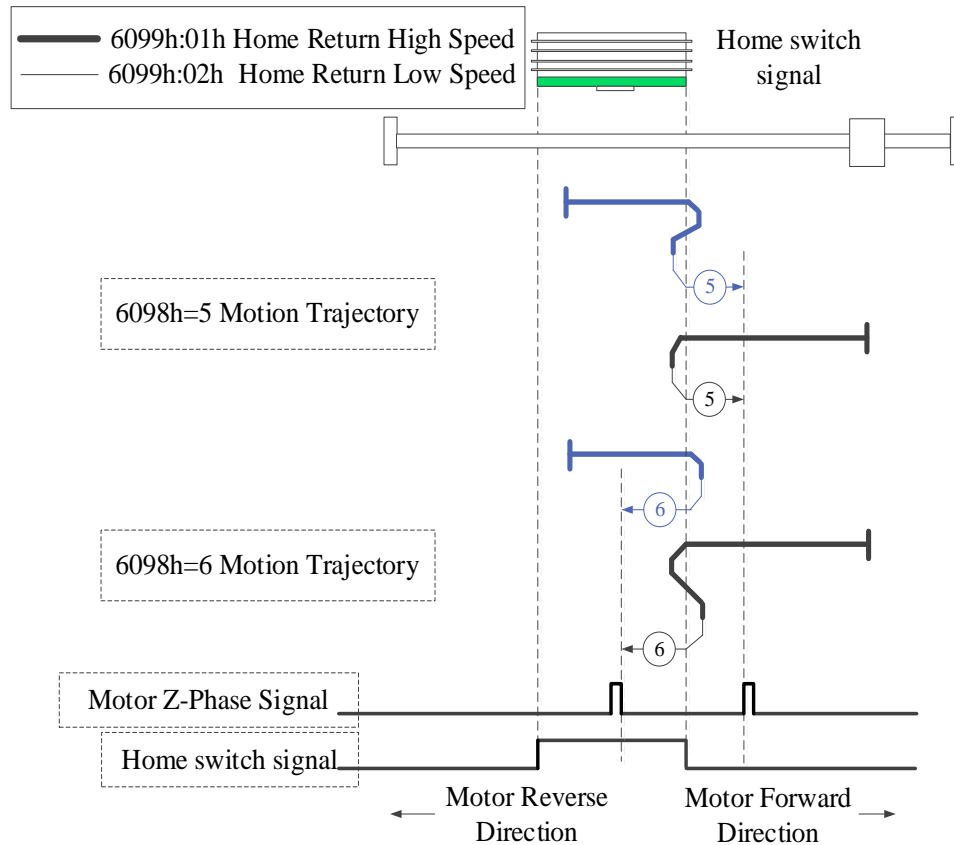 6099h:01h Home Return High Speed
6099h:02h Home Return Low Speed
Home switch
signal
5
6098h=5 Motion Trajectory
5
6
6098h=6 Motion Trajectory
6
Motor Z-Phase Signal
Home switch signal
Motor Reverse
Direction
Motor Forward
Direction